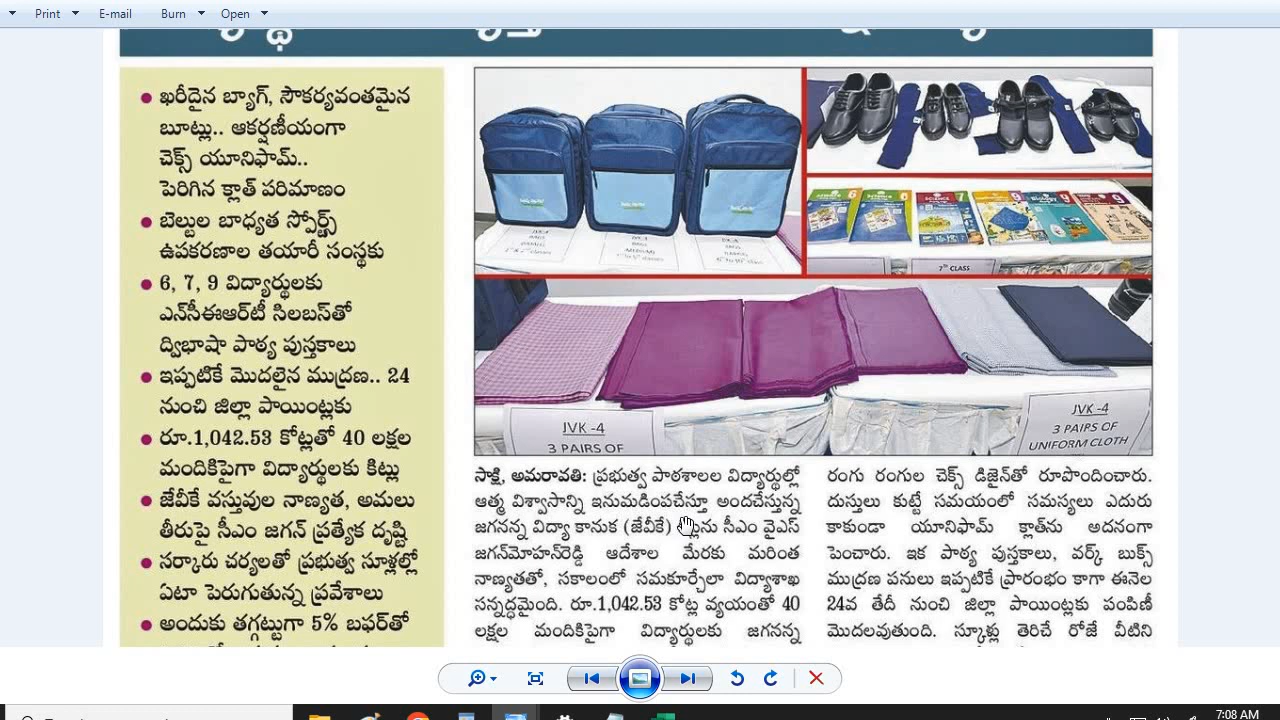 Print
E-mail
Burn
Open
ఖరీదైన బ్యాగ్, సౌకర్యవంతమైన
బూట్లు.. ఆకర్షణీయంగా
చెక్స్ యూనిఫామ్..
పెరిగిన క్లాత్ పరిమాణం
బెల్టుల బాధ్యత స్పోర్ట్స్
ఉపకరణాల తయారీ సంస్థకు
6, 7, 9 విద్యార్థులకు
ఎన్‌సీఈఆర్‌టీ సిలబస్‌తో
ద్విభాషా పాఠ్య పుస్తకాలు
ఇప్పటికే మొదలైన ముద్రణ.. 24
నుంచి జిల్లా పాయింట్లకు
రూ.1,042.53 కోట్లతో 40 లక్షల
మందికిపైగా విద్యార్థులకు కిట్లు
జేవీకే వస్తువుల నాణ్యత, అమలు
తీరుపై సీఎం జగన్ ప్రత్యేక దృష్టి
సర్కారు చర్యలతో ప్రభుత్వ స్కూళ్లలో
ఏటా పెరుగుతున్న ప్రవేశాలు
అందుకు తగ్గట్టుగా 5% బఫర్‌తో
7TH CLASS
JVK -4
3 PAIRS OF
JVK -4
3 PAIRS OF
UNIFORM CLOTH
సాక్షి, అమరావతి: ప్రభుత్వ పాఠశాలల విద్యార్థుల్లో
ఆత్మ విశ్వాసాన్ని ఇనుమడింపచేస్తూ అందచేస్తున్న
జగనన్న విద్యా కానుక (జేవీకే) సీఎం వైఎస్
జగన్‌మోహన్‌రెడ్డి ఆదేశాల మేరకు మరింత
నాణ్యతతో, సకాలంలో సమకూర్చేలా విద్యాశాఖ
సన్నద్ధమైంది. రూ.1,042.53 కోట్ల వ్యయంతో 40
లక్షల మందికిపైగా విద్యార్థులకు జగనన్న
రంగు రంగుల చెక్స్ డిజైన్‌తో రూపొందించారు.
దుస్తులు కుట్టే సమయంలో సమస్యలు ఎదురు
కాకుండా యూనిఫామ్ క్లాత్‌ను అదనంగా
పెంచారు. ఇక పాఠ్య పుస్తకాలు, వర్క్ బుక్స్
ముద్రణ పనులు ఇప్పటికే ప్రారంభం కాగా ఈనెల
24వ తేదీ నుంచి జిల్లా పాయింట్లకు పంపిణీ
మొదలవుతుంది. స్కూళ్లు తెరిచే రోజే వీటిని
7:08 AM